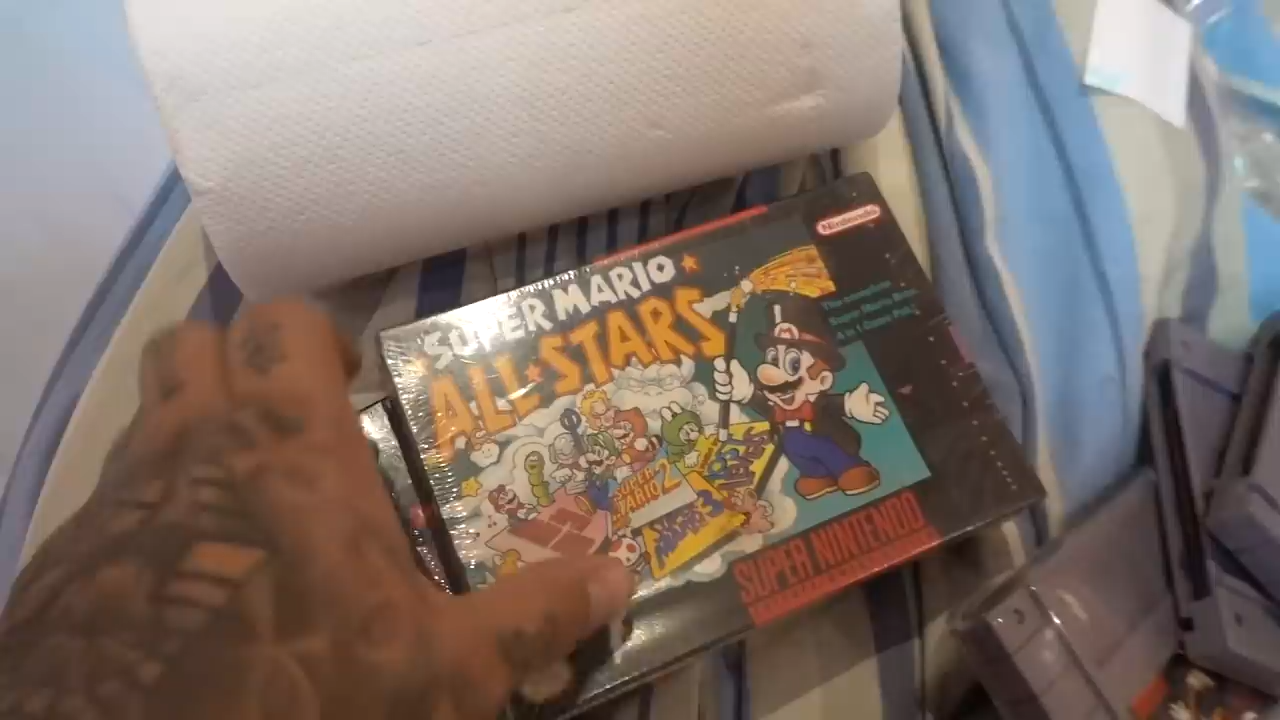 Nintendo
SUPER MARIO
ALL-STARS
The complete
Super Mario Bros.
4 in 1 Game Pak.
SUPER
MARIO 2
3
SUPER NINTENDO